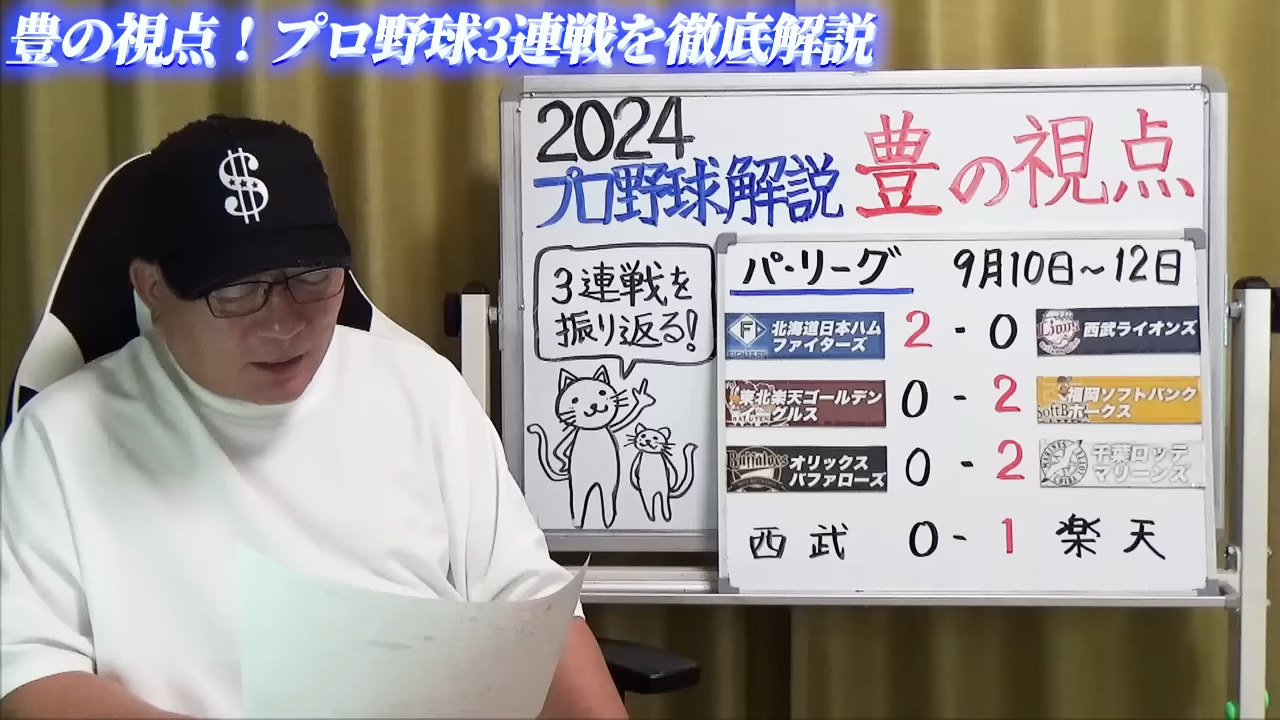 豊の視点！プロ野球3連戦を徹底解説
$
2024
プロ野球解説
豊の視点
3連戦を
振り返る!
パ・リーグ 9月10日～12日
F
FIGHTERS
北海道日本ハム
ファイターズ
2 - 0
Lions
西武ライオンズ
東北楽天ゴールデン
イーグルス
0 - 2
SoftB
福岡ソフトバンク
ホークス
Buffaloes
オリックス
バファローズ
0 - 2
MARINES
千葉ロッテ
マリーンズ
西武 0 - 1 楽天